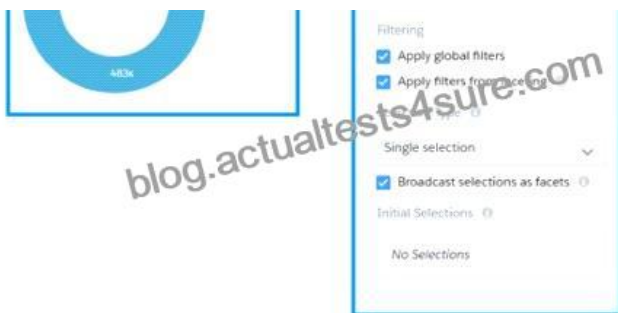 Filtering
Apply global filters
Apply filters from faceting
Single selection
Broadcast selections as facets
Initial Selections
No Selections
483K
blog.actualtests4sure.com